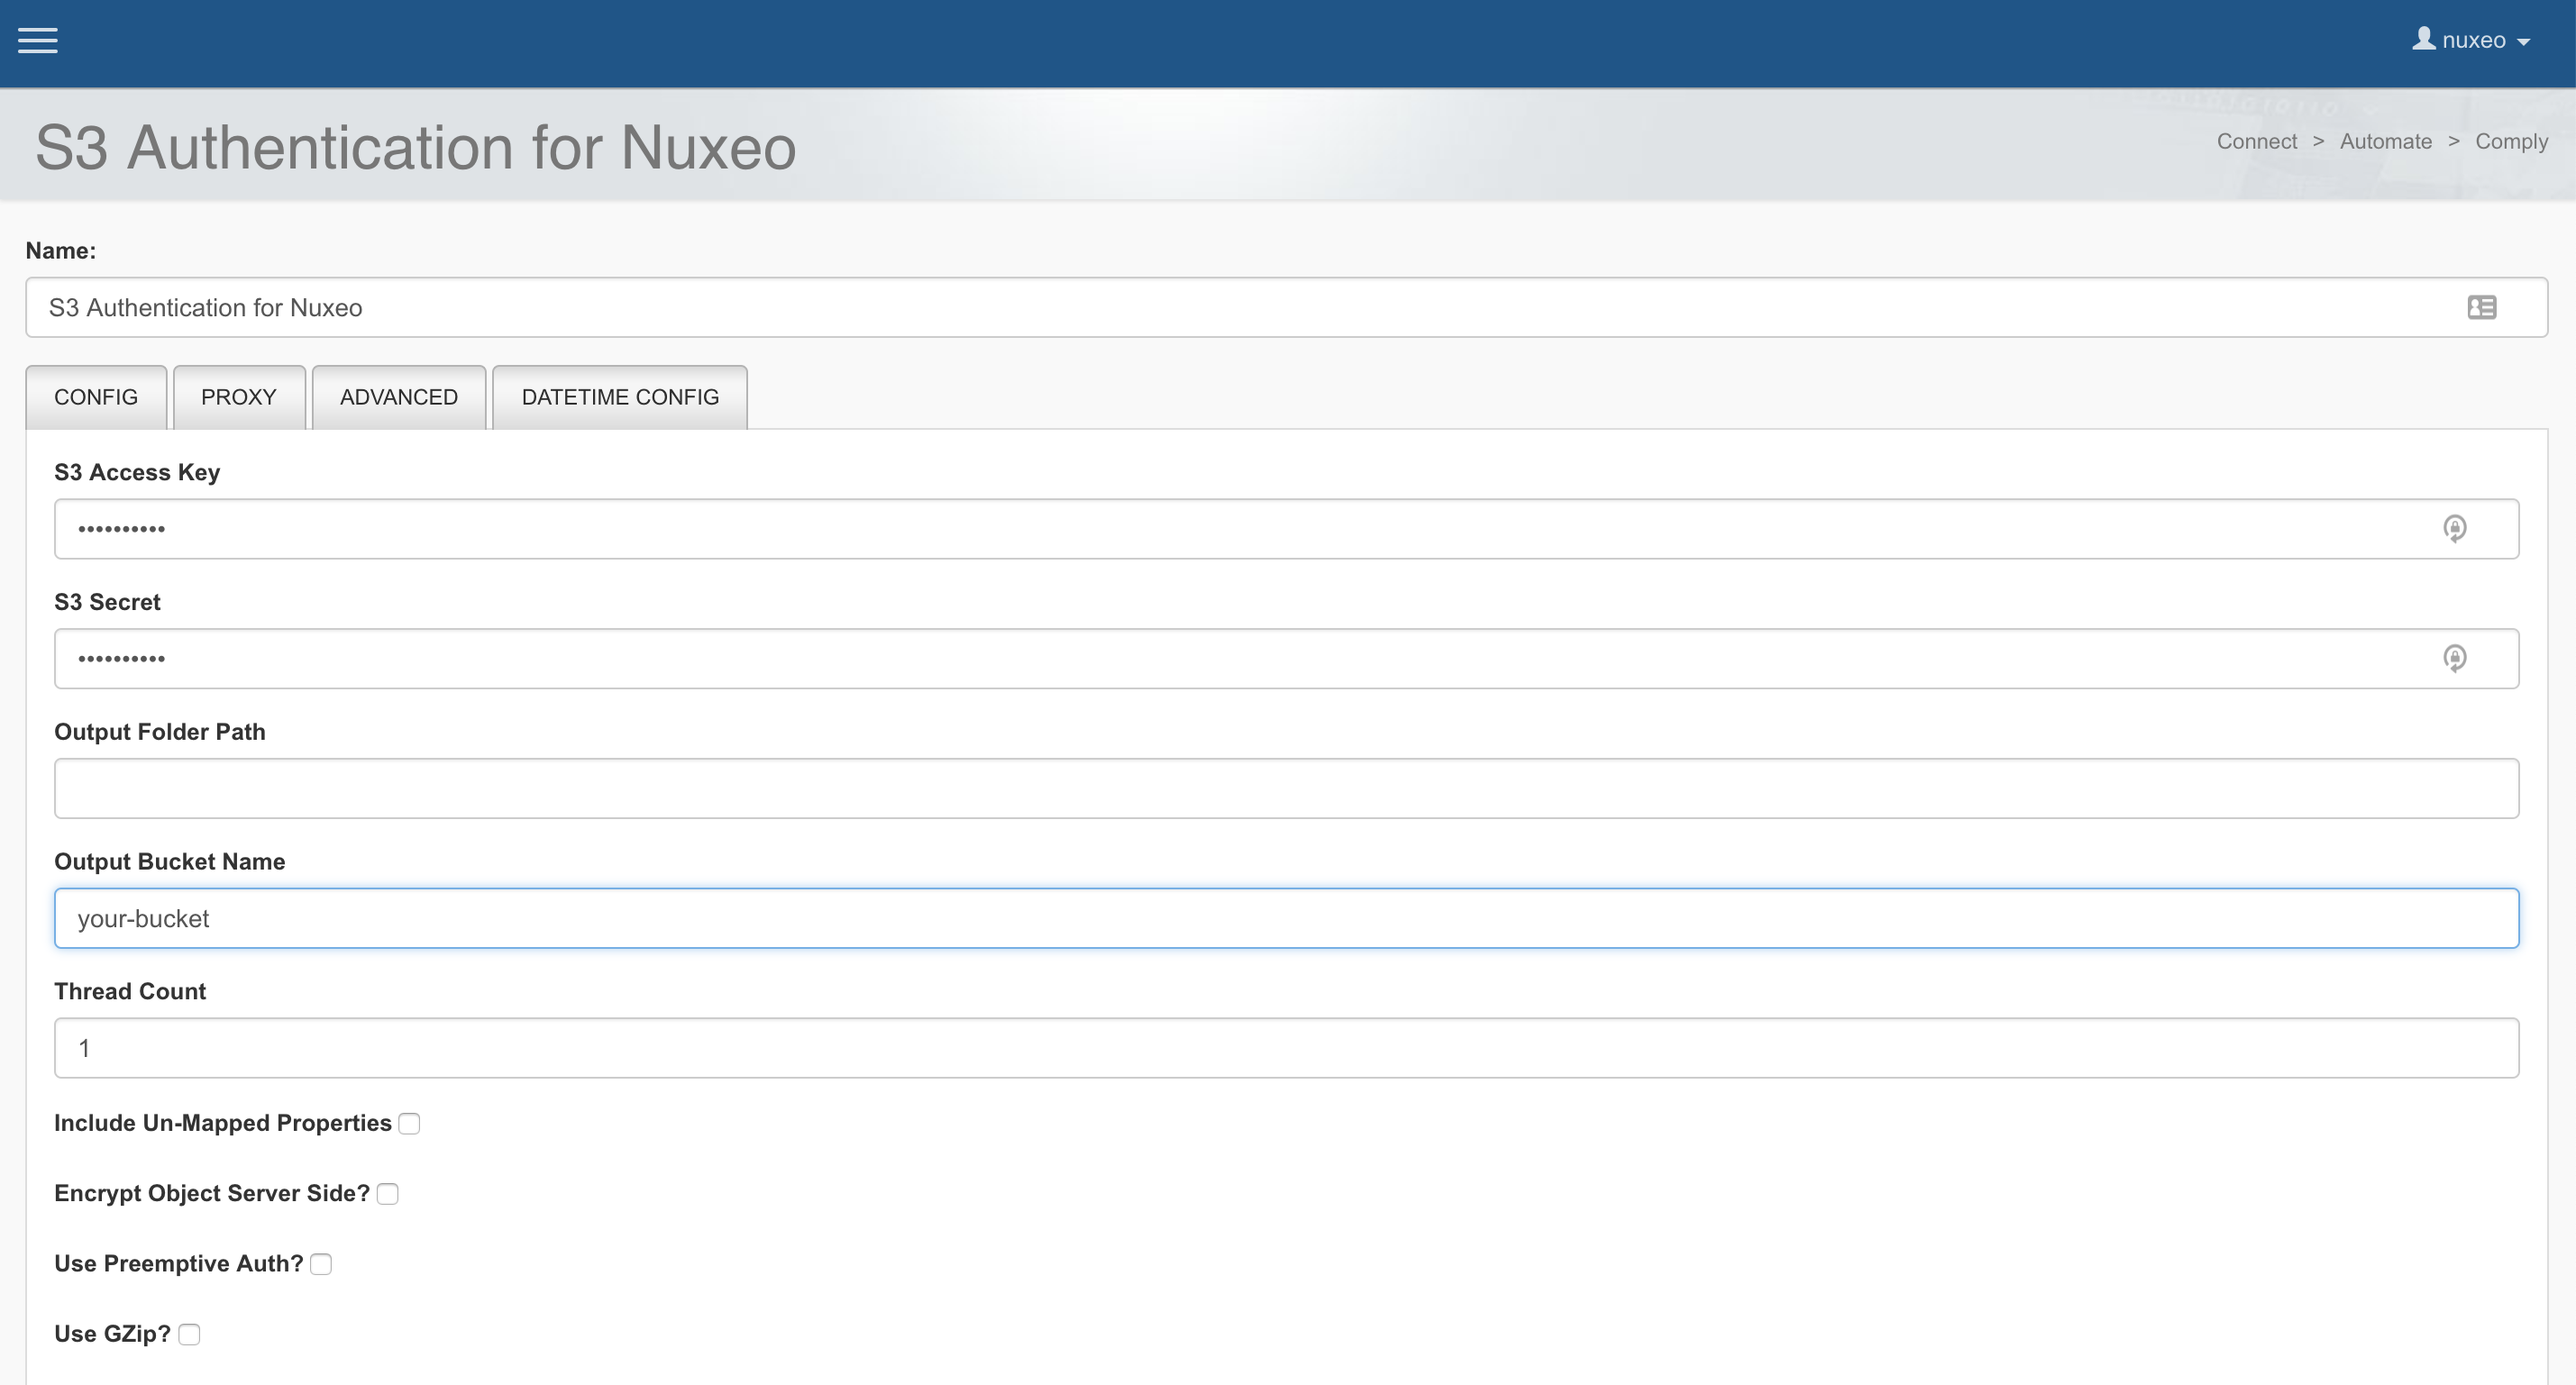 nuxeo
S3 Authentication for Nuxeo
Connect > Automate > Comply
Name:
S3 Authentication for Nuxeo
CONFIG PROXY ADVANCED DATETIME CONFIG
S3 Access Key
••••••••••
S3 Secret
••••••••••
Output Folder Path
Output Bucket Name
your-bucket
Thread Count
1
Include Un-Mapped Properties
Encrypt Object Server Side?
Use Preemptive Auth?
Use GZip?